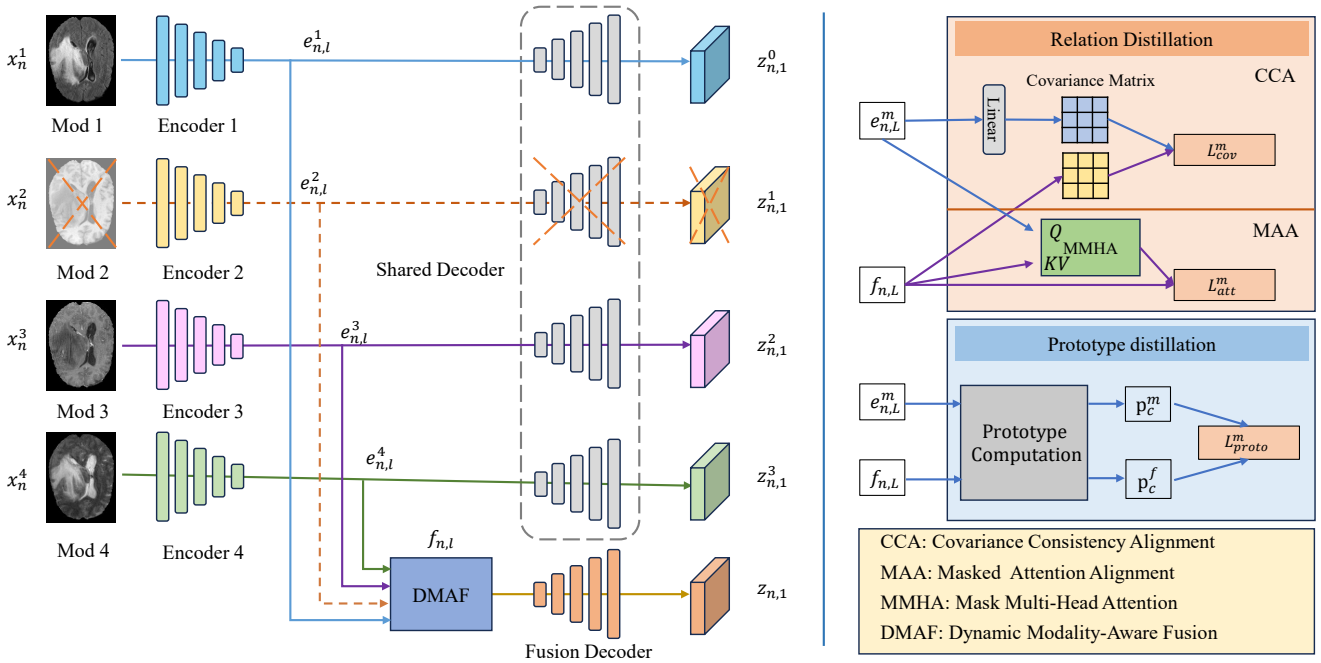 x_n^1
Mod 1
Encoder 1
e_{n,l}^1
z_{n,1}^0
x_n^2
Mod 2
Encoder 2
e_{n,l}^2
Shared Decoder
z_{n,1}^1
x_n^3
Mod 3
Encoder 3
e_{n,l}^3
z_{n,1}^2
x_n^4
Mod 4
Encoder 4
e_{n,l}^4
z_{n,1}^3
f_{n,l}
DMAF
Fusion Decoder
z_{n,1}
Relation Distillation
CCA
Covariance Matrix
e_{n,L}^m
Linear
L_{cov}^m
MAA
Q
MMHA
KV
f_{n,L}
L_{att}^m
Prototype distillation
e_{n,L}^m
f_{n,L}
Prototype
Computation
p_c^m
p_c^f
L_{proto}^m
CCA: Covariance Consistency Alignment
MAA: Masked Attention Alignment
MMHA: Mask Multi-Head Attention
DMAF: Dynamic Modality-Aware Fusion